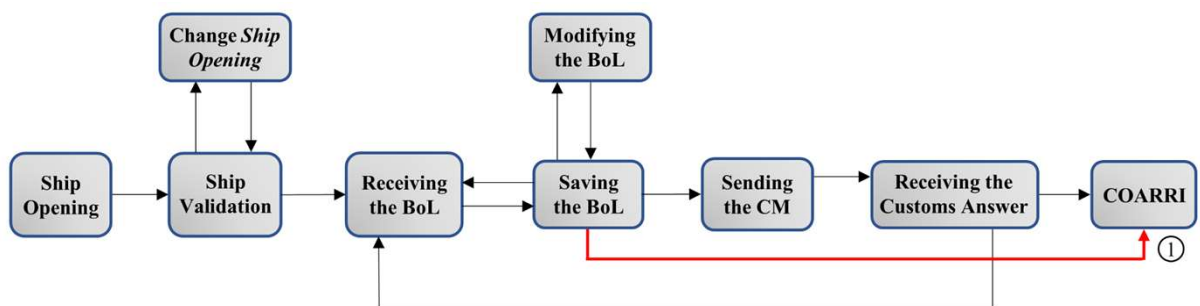 Change Ship
Opening
Modifying
the BoL
Ship
Opening
Ship
Validation
Receiving
the BoL
Saving
the BoL
Sending
the CM
Receiving the
Customs Answer
COARRI
①